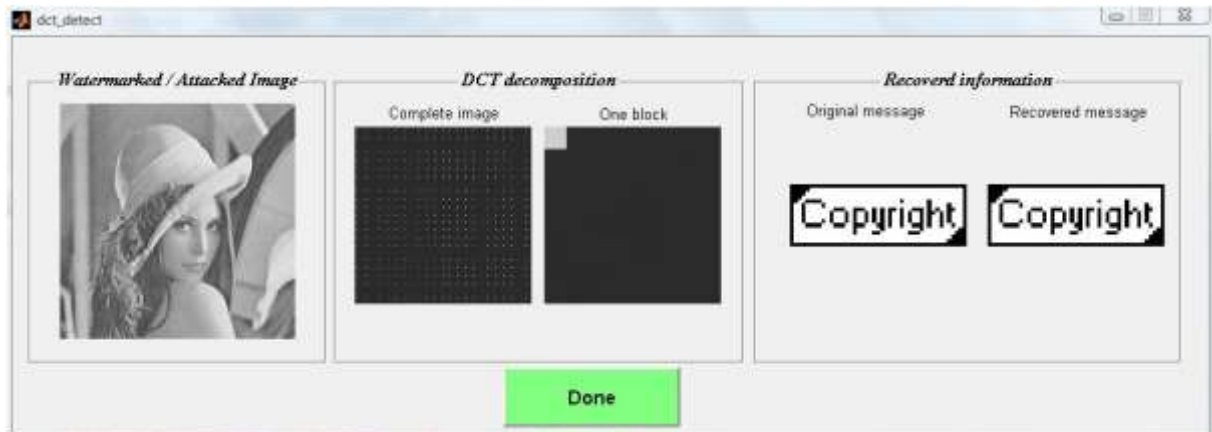 dct_detect
Watermarked / Attacked Image
DCT decomposition
Recoverd information
Complete image
One block
Original message
Recovered message
Copyright
Copyright
Done